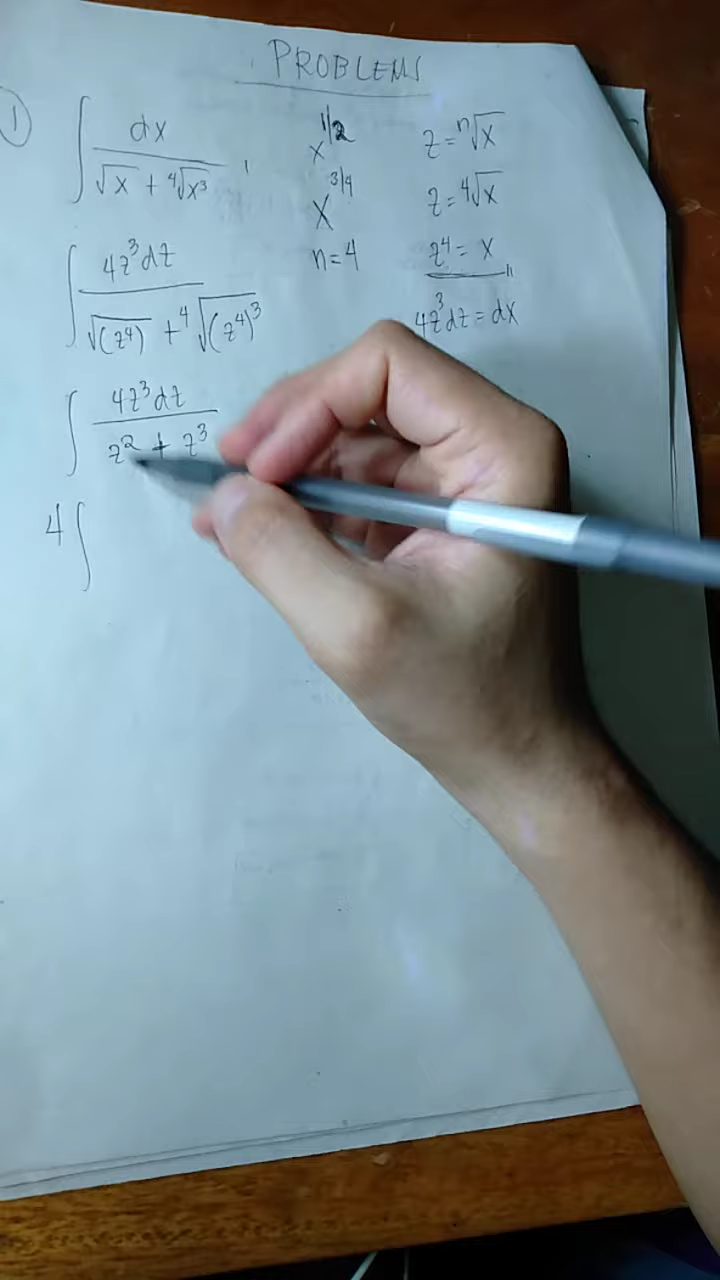 PROBLEMS
1
∫ dx / (√x + ⁴√x³) ,
x^1/2
x^3/4
n=4
z = ⁿ√x
z = ⁴√x
z⁴ = x
4z³dz = dx
∫ 4z³dz / (√(z⁴) + ⁴√(z⁴)³)
∫ 4z³dz / (z² + z³)
4∫